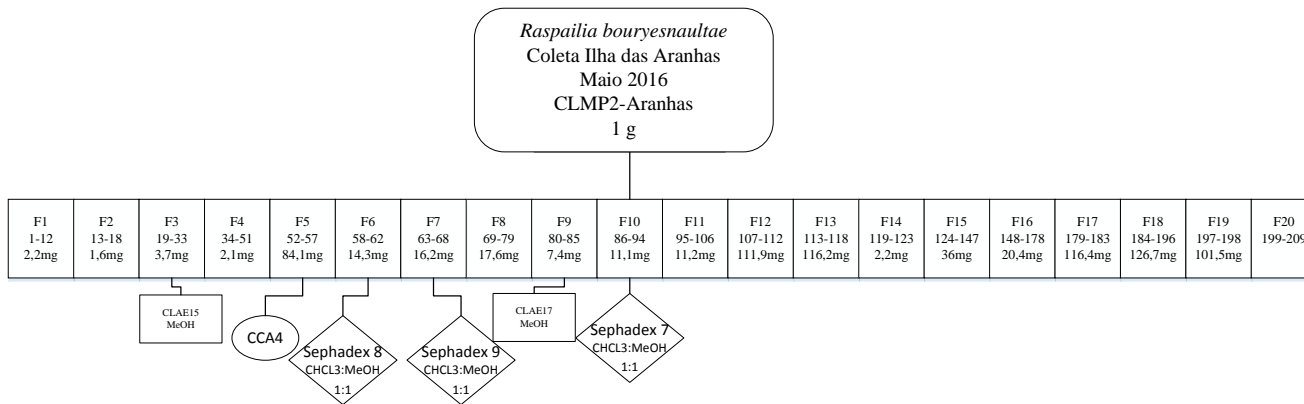 Raspailia bouryesnaultae
Coleta Ilha das Aranhas
Maio 2016
CLMP2-Aranhas
1 g
F1
1-12
2,2mg
F2
13-18
1,6mg
F3
19-33
3,7mg
F4
34-51
2,1mg
F5
52-57
84,1mg
F6
58-62
14,3mg
F7
63-68
16,2mg
F8
69-79
17,6mg
F9
80-85
7,4mg
F10
86-94
11,1mg
F11
95-106
11,2mg
F12
107-112
111,9mg
F13
113-118
116,2mg
F14
119-123
2,2mg
F15
124-147
36mg
F16
148-178
20,4mg
F17
179-183
116,4mg
F18
184-196
126,7mg
F19
197-198
101,5mg
F20
199-209
CLAE15
MeOH
CCA4
Sephadex 8
CHCL3:MeOH
1:1
Sephadex 9
CHCL3:MeOH
1:1
CLAE17
MeOH
Sephadex 7
CHCL3:MeOH
1:1